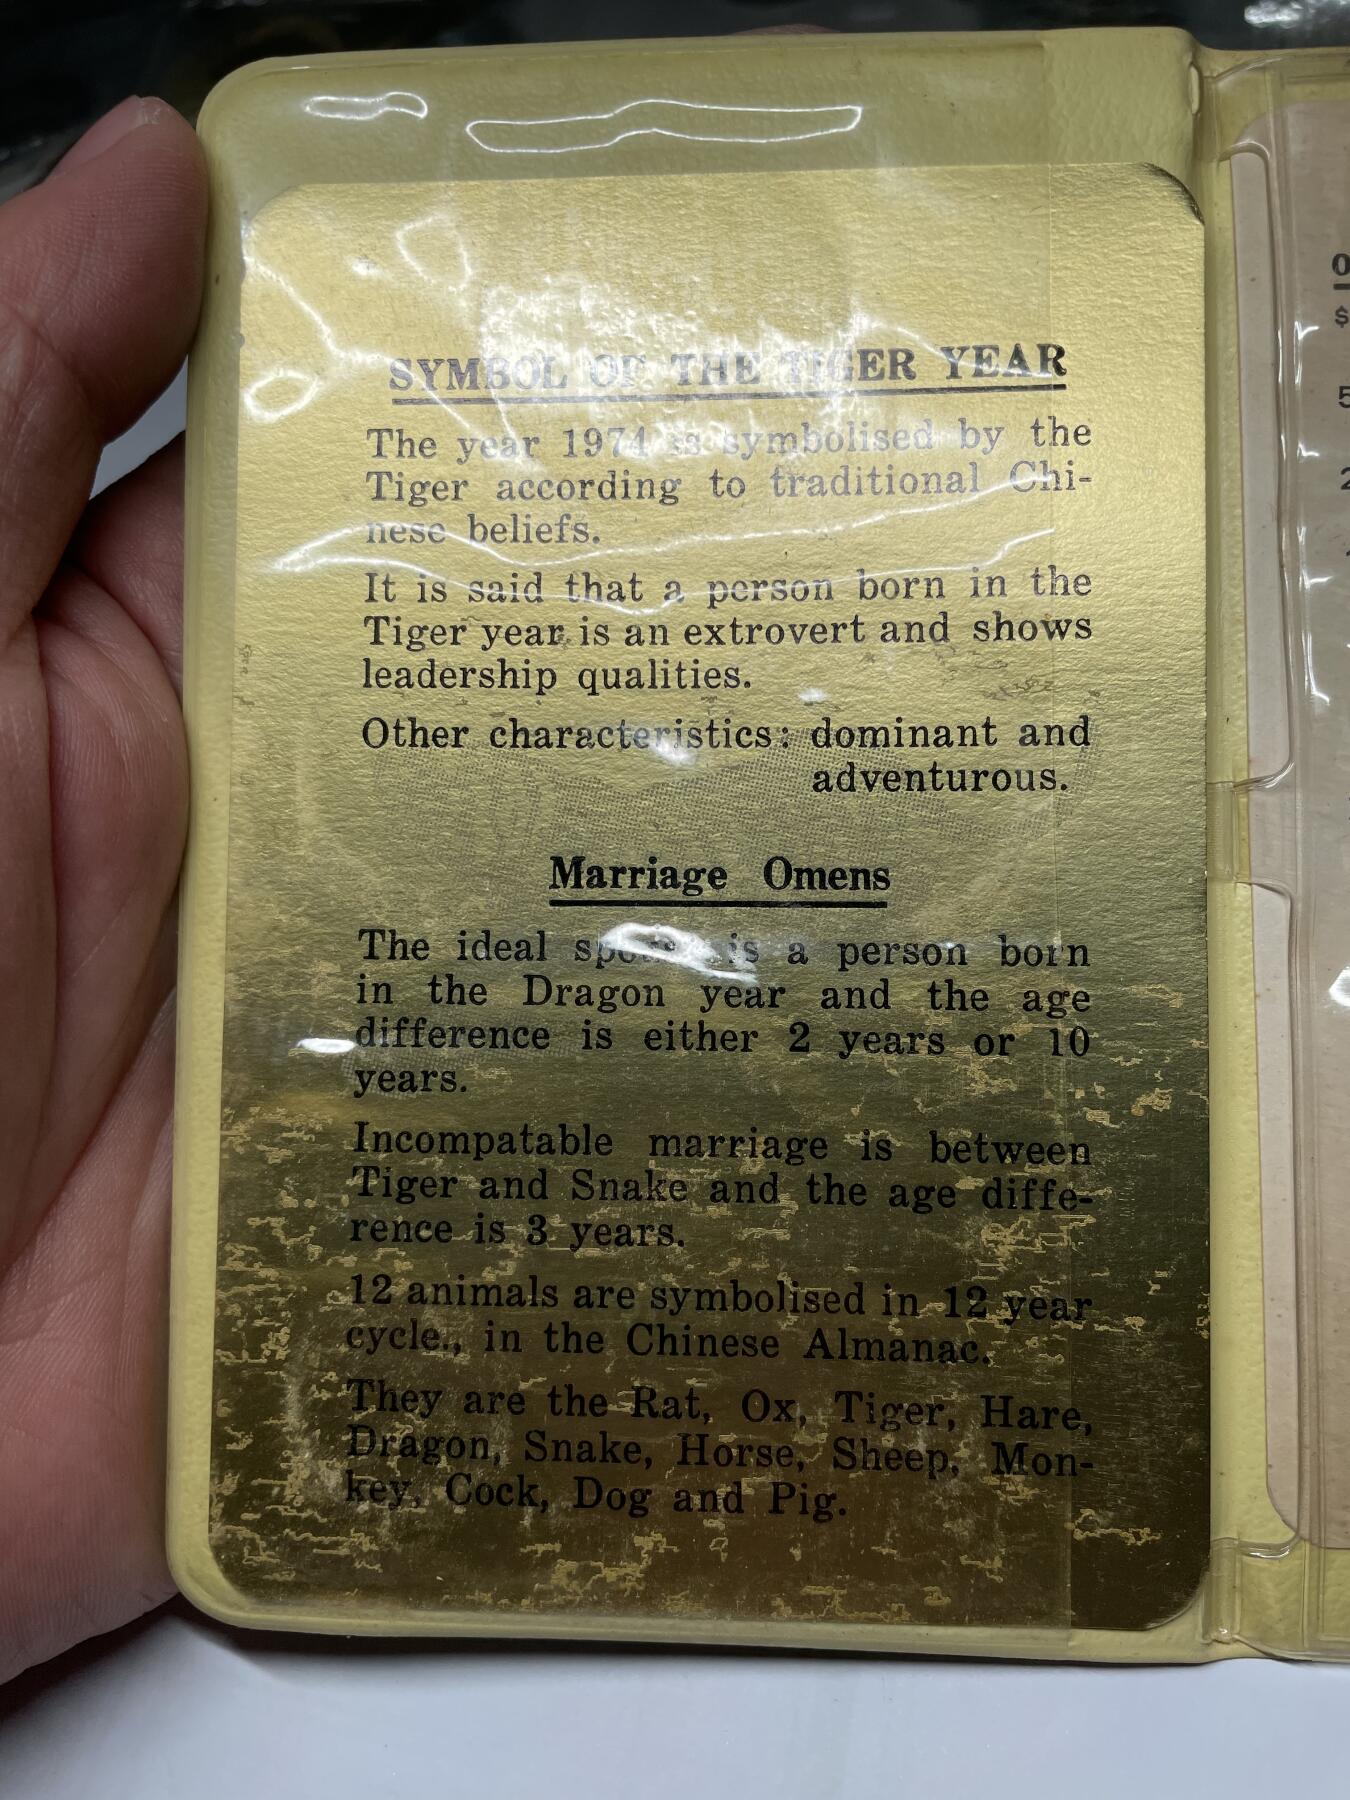 SYMBOL OF THE TIGER YEAR
The year 1974 is symbolised by the
Tiger according to traditional Chi-
nese beliefs.
It is said that a person born in the
Tiger year is an extrovert and shows
leadership qualities.
Other characteristics: dominant and
adventurous.
Marriage Omens
The ideal is a person born
in the Dragon year and the age
difference is either 2 years or 10
years.
Incompatable marriage is between
Tiger and Snake and the age diffe-
rence is 3 years.
12 animals are symbolised in 12 year
cycle., in the Chinese Almanac.
They are the Rat, Ox, Tiger, Hare,
Dragon, Snake, Horse, Sheep, Mon-
key, Cock, Dog and Pig.
$
5
2